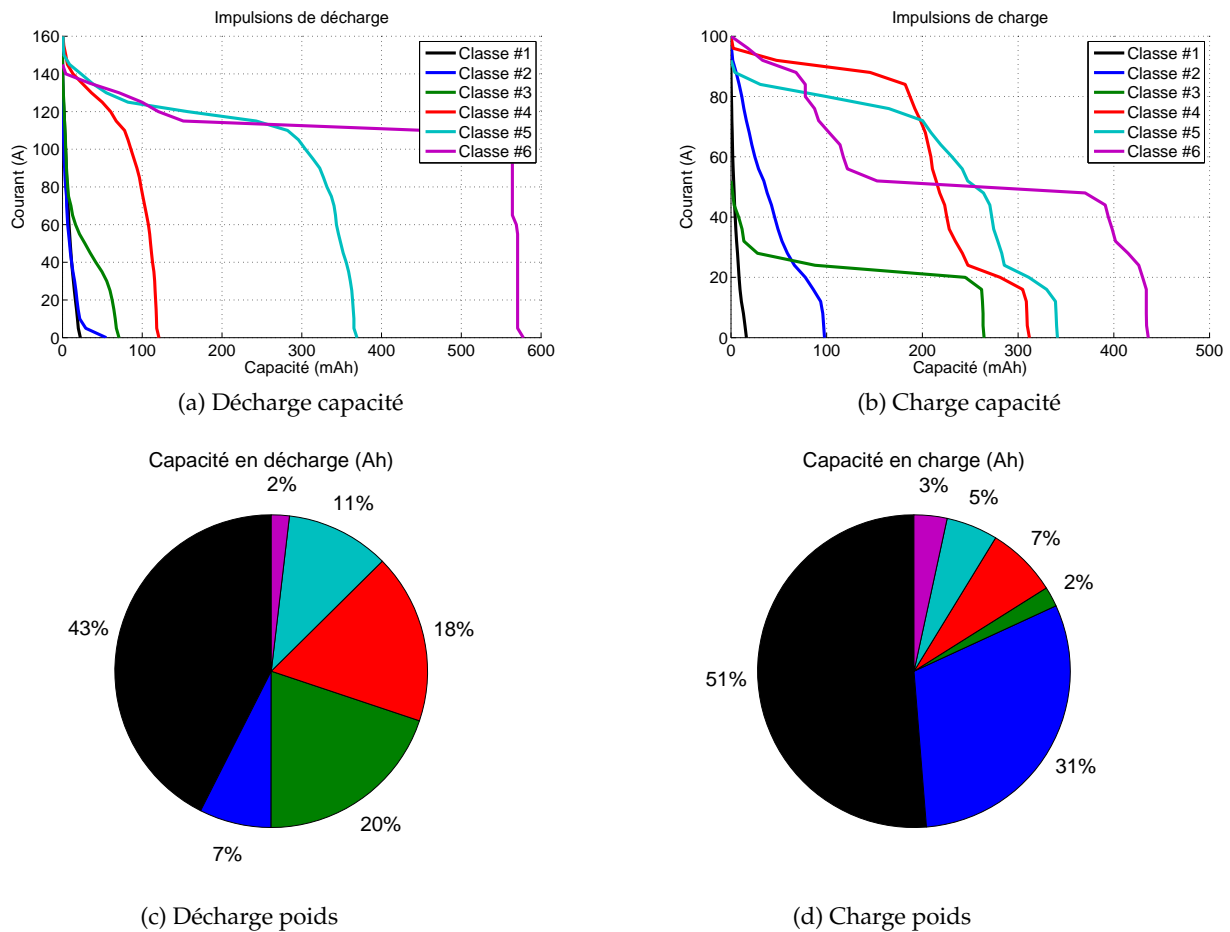 Impulsions de décharge
160
140
120
100
80
60
40
20
0
Courant (A)
0 100 200 300 400 500 600
Capacité (mAh)
Classe #1
Classe #2
Classe #3
Classe #4
Classe #5
Classe #6
(a) Décharge capacité
Impulsions de charge
100
80
60
40
20
0
Courant (A)
0 100 200 300 400 500
Capacité (mAh)
Classe #1
Classe #2
Classe #3
Classe #4
Classe #5
Classe #6
(b) Charge capacité
Capacité en décharge (Ah)
2%
11%
18%
20%
7%
43%
(c) Décharge poids
Capacité en charge (Ah)
3%
5%
7%
2%
31%
51%
(d) Charge poids